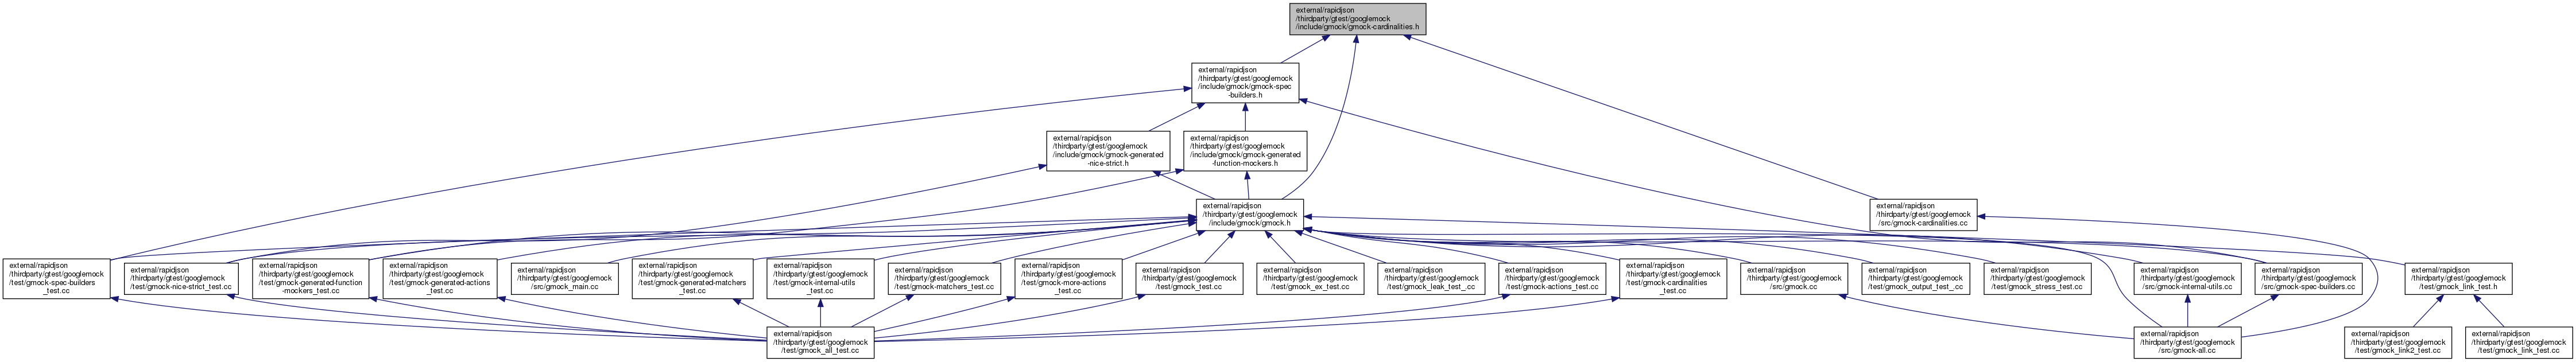 external/rapidjson
/thirdparty/gtest/googlemock
/include/gmock/gmock-cardinalities.h
external/rapidjson
/thirdparty/gtest/googlemock
/include/gmock/gmock-spec
-builders.h
external/rapidjson
/thirdparty/gtest/googlemock
/include/gmock/gmock-generated
-nice-strict.h
external/rapidjson
/thirdparty/gtest/googlemock
/include/gmock/gmock-generated
-function-mockers.h
external/rapidjson
/thirdparty/gtest/googlemock
/include/gmock/gmock.h
external/rapidjson
/thirdparty/gtest/googlemock
/src/gmock-cardinalities.cc
external/rapidjson
/thirdparty/gtest/googlemock
/test/gmock-spec-builders
_test.cc
external/rapidjson
/thirdparty/gtest/googlemock
/test/gmock-nice-strict_test.cc
external/rapidjson
/thirdparty/gtest/googlemock
/test/gmock-generated-function
-mockers_test.cc
external/rapidjson
/thirdparty/gtest/googlemock
/test/gmock-generated-actions
_test.cc
external/rapidjson
/thirdparty/gtest/googlemock
/src/gmock_main.cc
external/rapidjson
/thirdparty/gtest/googlemock
/test/gmock-generated-matchers
_test.cc
external/rapidjson
/thirdparty/gtest/googlemock
/test/gmock-internal-utils
_test.cc
external/rapidjson
/thirdparty/gtest/googlemock
/test/gmock-matchers_test.cc
external/rapidjson
/thirdparty/gtest/googlemock
/test/gmock-more-actions
_test.cc
external/rapidjson
/thirdparty/gtest/googlemock
/test/gmock_test.cc
external/rapidjson
/thirdparty/gtest/googlemock
/test/gmock_ex_test.cc
external/rapidjson
/thirdparty/gtest/googlemock
/test/gmock_leak_test_.cc
external/rapidjson
/thirdparty/gtest/googlemock
/test/gmock-actions_test.cc
external/rapidjson
/thirdparty/gtest/googlemock
/test/gmock-cardinalities
_test.cc
external/rapidjson
/thirdparty/gtest/googlemock
/src/gmock.cc
external/rapidjson
/thirdparty/gtest/googlemock
/test/gmock_output_test_.cc
external/rapidjson
/thirdparty/gtest/googlemock
/test/gmock_stress_test.cc
external/rapidjson
/thirdparty/gtest/googlemock
/src/gmock-internal-utils.cc
external/rapidjson
/thirdparty/gtest/googlemock
/src/gmock-spec-builders.cc
external/rapidjson
/thirdparty/gtest/googlemock
/test/gmock_link_test.h
external/rapidjson
/thirdparty/gtest/googlemock
/test/gmock_all_test.cc
external/rapidjson
/thirdparty/gtest/googlemock
/src/gmock-all.cc
external/rapidjson
/thirdparty/gtest/googlemock
/test/gmock_link2_test.cc
external/rapidjson
/thirdparty/gtest/googlemock
/test/gmock_link_test.cc